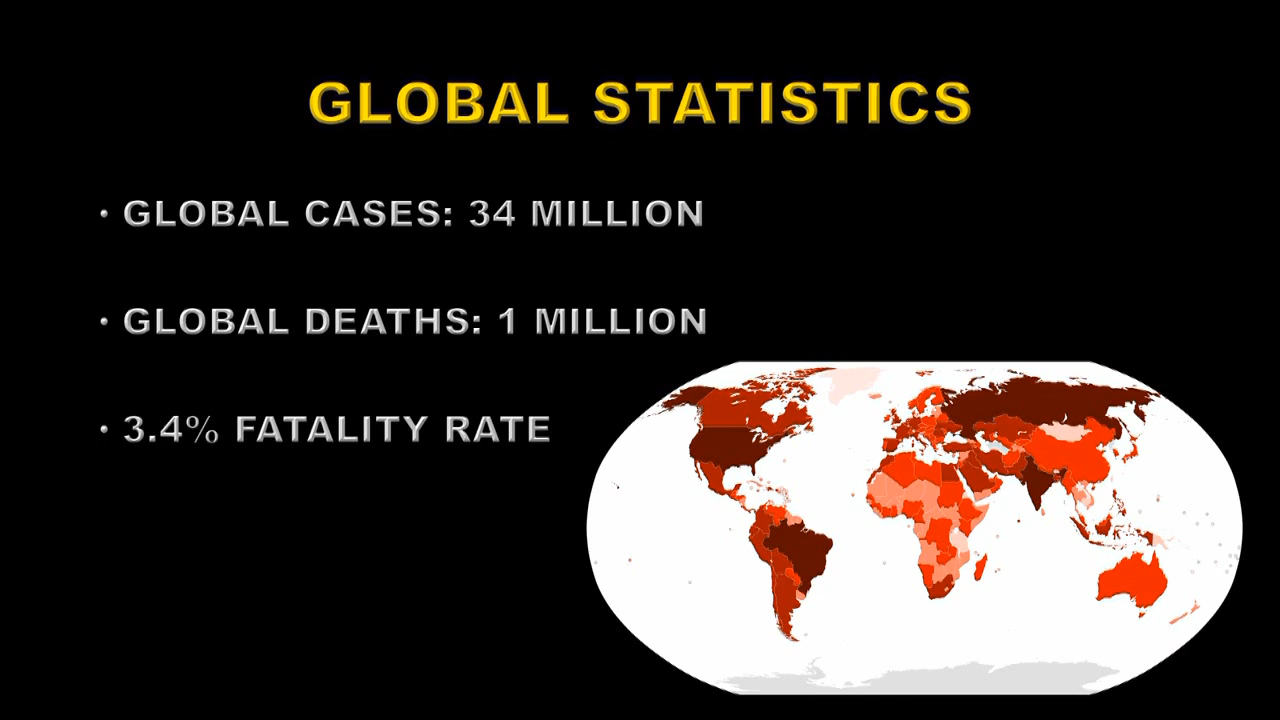 GLOBAL STATISTICS
• GLOBAL CASES: 34 MILLION
• GLOBAL DEATHS: 1 MILLION
• 3.4% FATALITY RATE